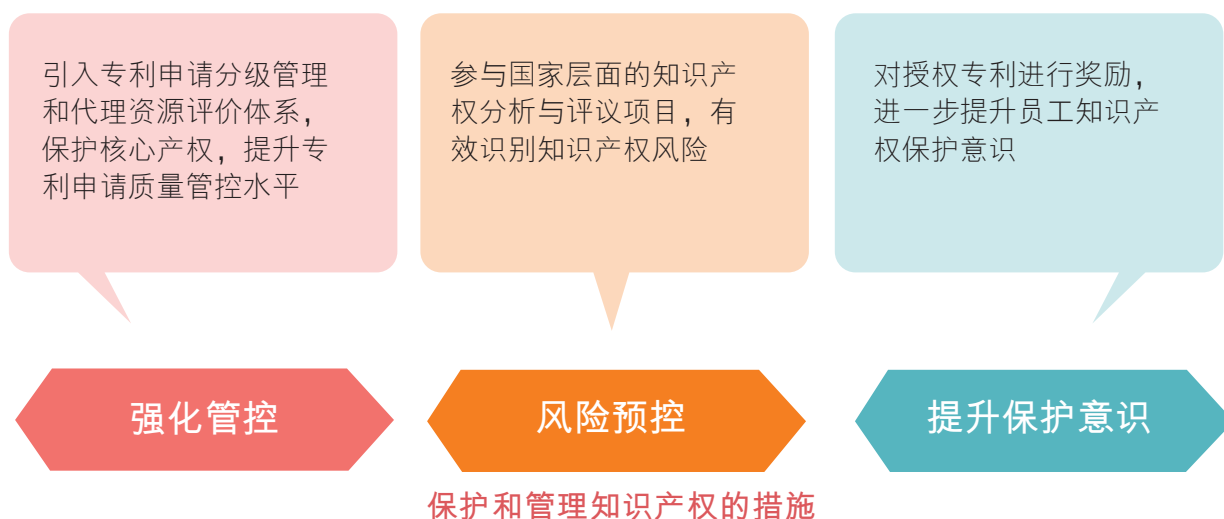 引入专利申请分级管理
和代理资源评价体系，
保护核心产权，提升专
利申请质量管控水平
参与国家层面的知识产
权分析与评议项目，有
效识别知识产权风险
对授权专利进行奖励，
进一步提升员工知识产
权保护意识
强化管控
风险预控
提升保护意识
保护和管理知识产权的措施